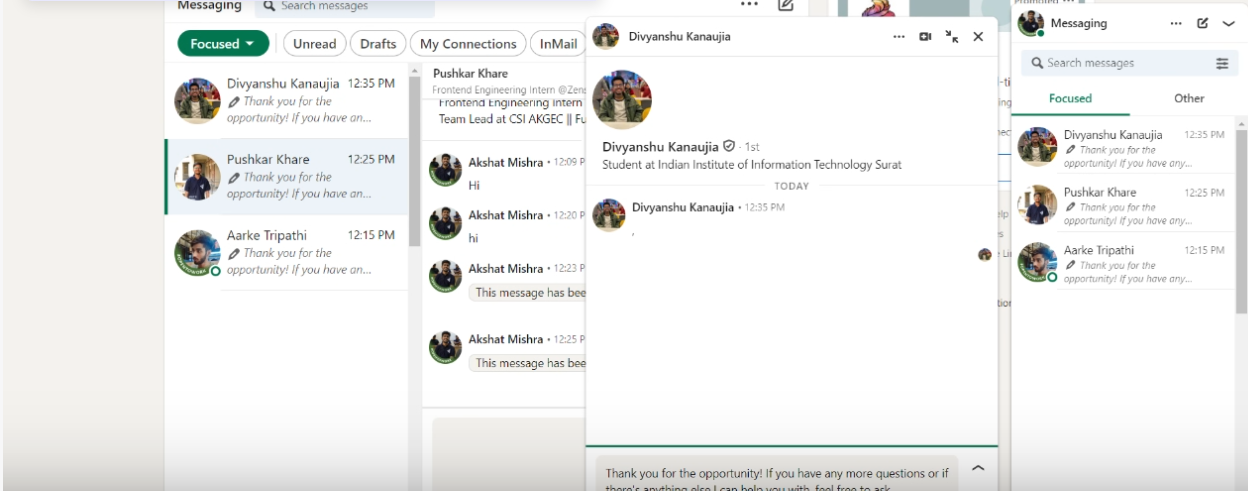 Messaging
Search messages
Focused
Unread
Drafts
My Connections
InMail
Divyanshu Kanaujia 12:35 PM
Thank you for the
opportunity! If you have an...
Pushkar Khare 12:25 PM
Thank you for the
opportunity! If you have an...
Aarke Tripathi 12:15 PM
Thank you for the
opportunity! If you have an...
Pushkar Khare
Frontend Engineering Intern @Zens
Frontend Engineering Intern
Team Lead at CSI AKGEC || Fu
Akshat Mishra • 12:09 P
Hi
Akshat Mishra • 12:20 P
hi
Akshat Mishra • 12:23 P
This message has bee
Akshat Mishra • 12:25 P
This message has bee
Divyanshu Kanaujia
Divyanshu Kanaujia · 1st
Student at Indian Institute of Information Technology Surat
TODAY
Divyanshu Kanaujia • 12:35 PM
,
Thank you for the opportunity! If you have any more questions or if
there's anything else I can help you with, feel free to ask.
Promoted
Messaging
Search messages
Focused
Other
Divyanshu Kanaujia 12:35 PM
Thank you for the
opportunity! If you have any...
Pushkar Khare 12:25 PM
Thank you for the
opportunity! If you have any...
Aarke Tripathi 12:15 PM
Thank you for the
opportunity! If you have any...